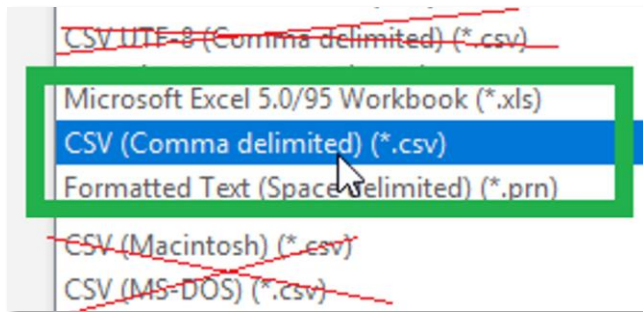 CSV UTF-8 (Comma delimited) (*.csv)
Microsoft Excel 5.0/95 Workbook (*.xls)
CSV (Comma delimited) (*.csv)
Formatted Text (Space delimited) (*.prn)
CSV (Macintosh) (*.csv)
CSV (MS-DOS) (*.csv)